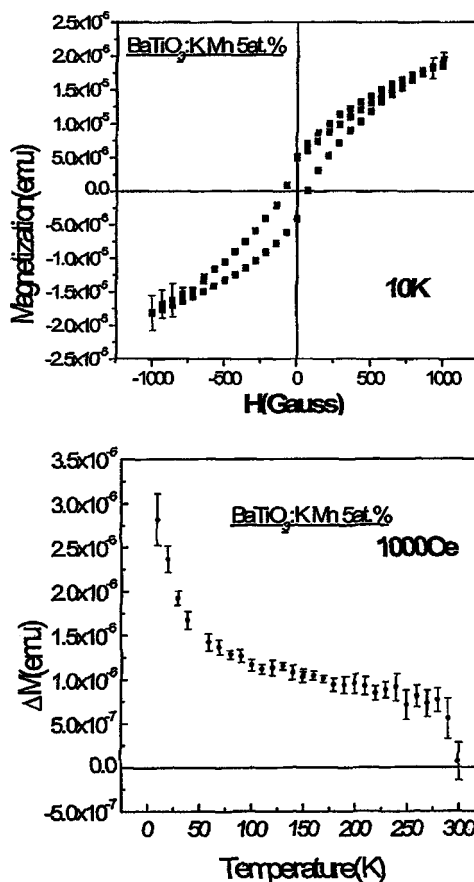 2.5x10⁻⁵
2.0x10⁻⁵
1.5x10⁻⁵
1.0x10⁻⁵
5.0x10⁻⁶
0.0
-5.0x10⁻⁶
-1.0x10⁻⁵
-1.5x10⁻⁵
-2.0x10⁻⁵
-2.5x10⁻⁵
Magnetization(emu)
BaTiO₃:KMn 5at.%
10K
-1000 -500 0 500 1000
H(Gauss)
3.5x10⁻⁶
3.0x10⁻⁶
2.5x10⁻⁶
2.0x10⁻⁶
1.5x10⁻⁶
1.0x10⁻⁶
5.0x10⁻⁷
0.0
-5.0x10⁻⁷
ΔM(emu)
BaTiO₃:KMn 5at.%
1000Oe
0 50 100 150 200 250 300
Temperature(K)